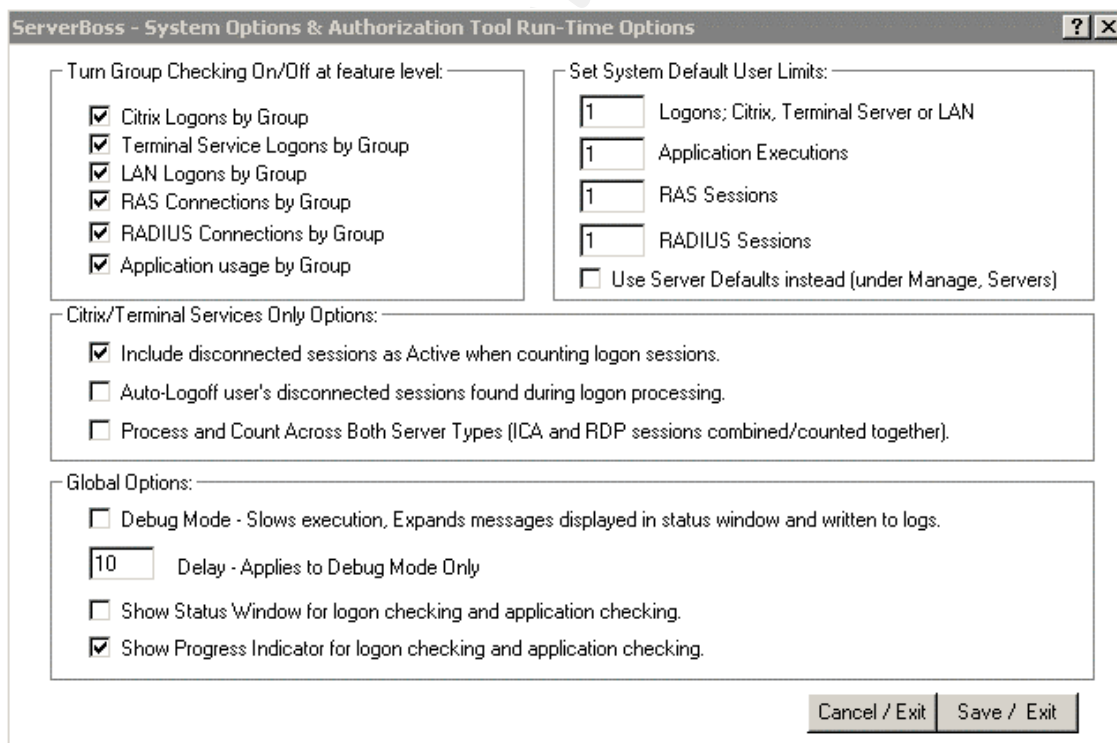 ServerBoss - System Options & Authorization Tool Run-Time Options
? X
Turn Group Checking On/Off at feature level:
Citrix Logons by Group
Terminal Service Logons by Group
LAN Logons by Group
RAS Connections by Group
RADIUS Connections by Group
Application usage by Group
Set System Default User Limits:
1 Logons; Citrix, Terminal Server or LAN
1 Application Executions
1 RAS Sessions
1 RADIUS Sessions
Use Server Defaults instead (under Manage, Servers)
Citrix/Terminal Services Only Options:
Include disconnected sessions as Active when counting logon sessions.
Auto-Logoff user's disconnected sessions found during logon processing.
Process and Count Across Both Server Types (ICA and RDP sessions combined/counted together).
Global Options:
Debug Mode - Slows execution, Expands messages displayed in status window and written to logs.
10 Delay - Applies to Debug Mode Only
Show Status Window for logon checking and application checking.
Show Progress Indicator for logon checking and application checking.
Cancel / Exit
Save / Exit